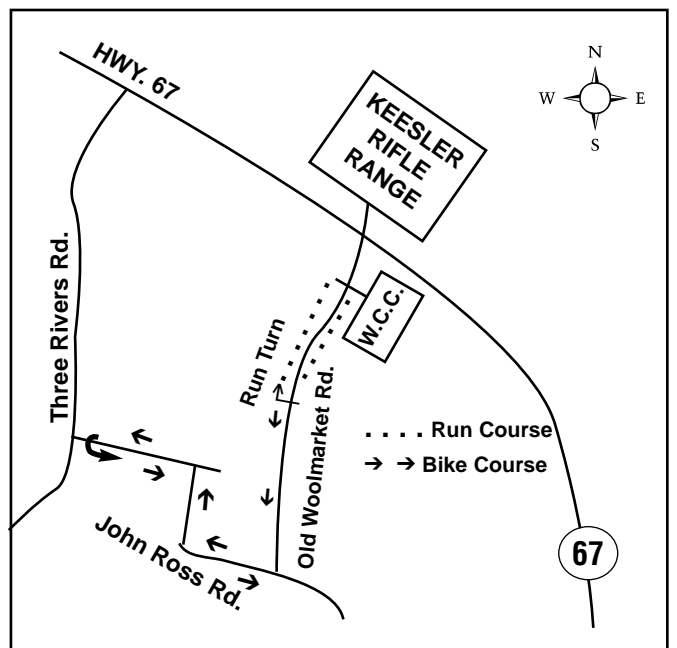 HWY. 67
KEESLER
RIFLE
RANGE
N
W E
S
Three Rivers Rd.
W.C.C.
Run Turn
Old Woolmarket Rd.
. . . . Run Course
→ → Bike Course
John Ross Rd.
67